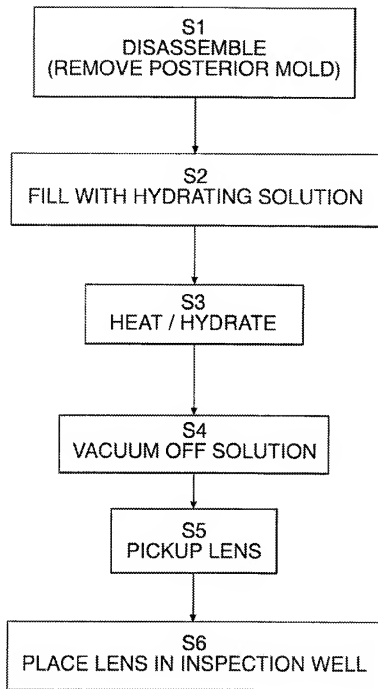 S1
DISASSEMBLE
(REMOVE POSTERIOR MOLD)
S2
FILL WITH HYDRATING SOLUTION
S3
HEAT / HYDRATE
S4
VACUUM OFF SOLUTION
S5
PICKUP LENS
S6
PLACE LENS IN INSPECTION WELL